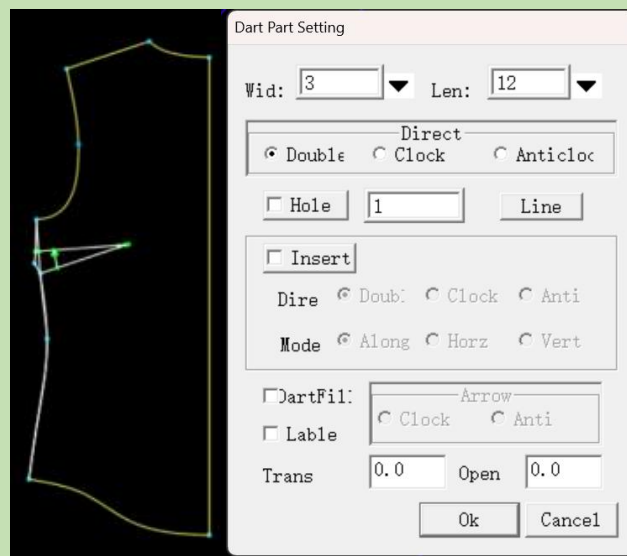 Dart Part Setting
Wid: 3 Len: 12
Direct
Double Clock Anticloc
Hole 1 Line
Insert
Dire Doub: Clock Anti
Mode Along Horz Vert
DartFil:
Arrow
Clock Anti
Lable
Trans 0.0 Open 0.0
Ok Cancel